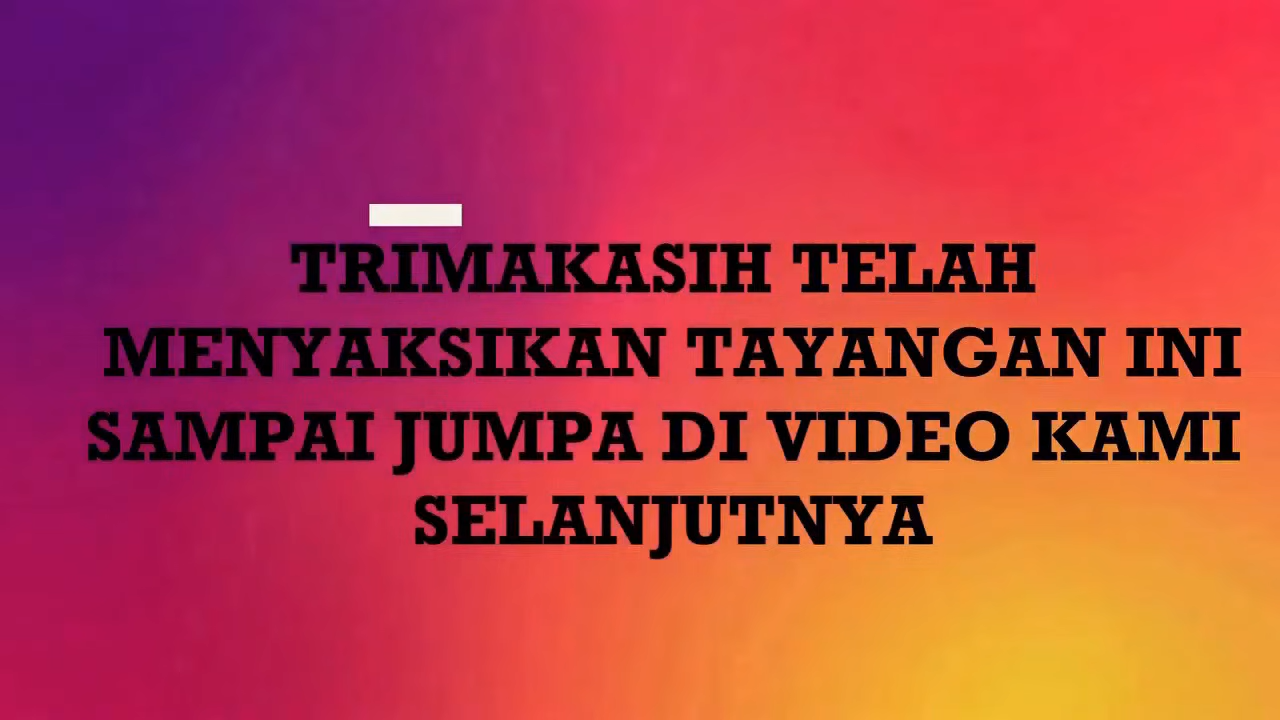 TRIMAKASIH TELAH
MENYAKSIKAN TAYANGAN INI
SAMPAI JUMPA DI VIDEO KAMI
SELANJUTNYA